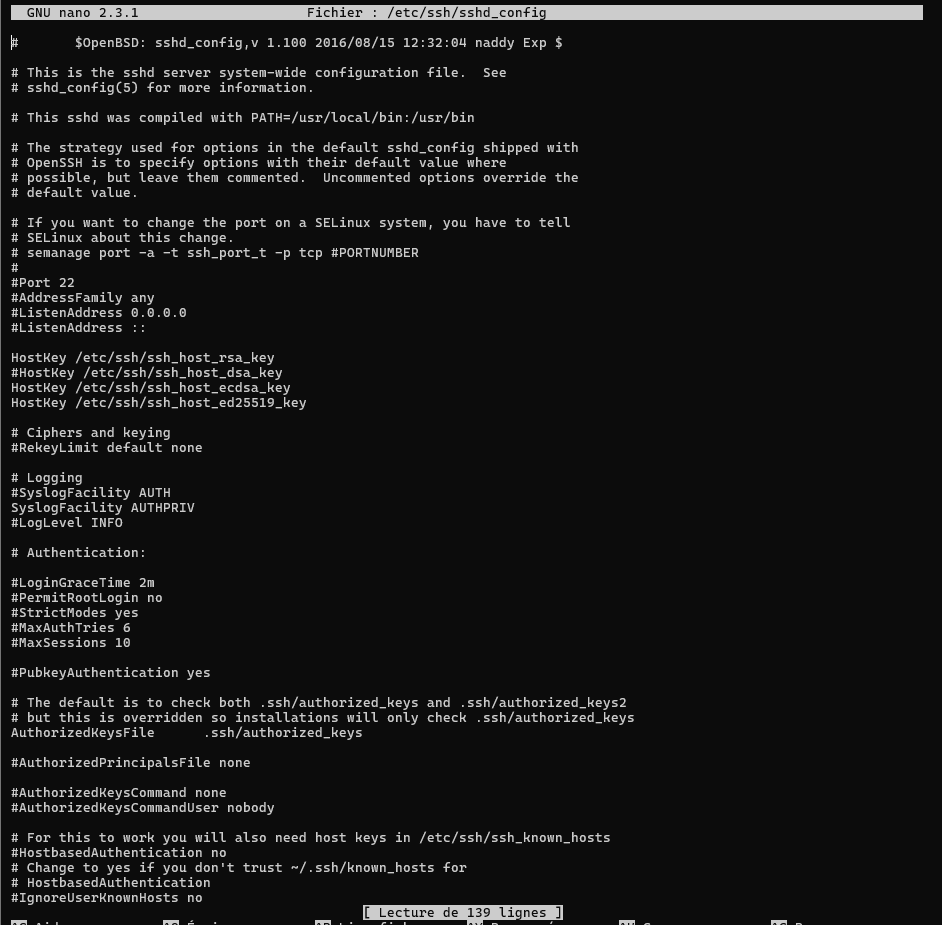 GNU nano 2.3.1 Fichier : /etc/ssh/sshd_config
# $OpenBSD: sshd_config,v 1.100 2016/08/15 12:32:04 naddy Exp $
# This is the sshd server system-wide configuration file. See
# sshd_config(5) for more information.
# This sshd was compiled with PATH=/usr/local/bin:/usr/bin
# The strategy used for options in the default sshd_config shipped with
# OpenSSH is to specify options with their default value where
# possible, but leave them commented. Uncommented options override the
# default value.
# If you want to change the port on a SELinux system, you have to tell
# SELinux about this change.
# semanage port -a -t ssh_port_t -p tcp #PORTNUMBER
#
#Port 22
#AddressFamily any
#ListenAddress 0.0.0.0
#ListenAddress ::
HostKey /etc/ssh/ssh_host_rsa_key
#HostKey /etc/ssh/ssh_host_dsa_key
HostKey /etc/ssh/ssh_host_ecdsa_key
HostKey /etc/ssh/ssh_host_ed25519_key
# Ciphers and keying
#RekeyLimit default none
# Logging
#SyslogFacility AUTH
SyslogFacility AUTHPRIV
#LogLevel INFO
# Authentication:
#LoginGraceTime 2m
#PermitRootLogin no
#StrictModes yes
#MaxAuthTries 6
#MaxSessions 10
#PubkeyAuthentication yes
# The default is to check both .ssh/authorized_keys and .ssh/authorized_keys2
# but this is overridden so installations will only check .ssh/authorized_keys
AuthorizedKeysFile .ssh/authorized_keys
#AuthorizedPrincipalsFile none
#AuthorizedKeysCommand none
#AuthorizedKeysCommandUser nobody
# For this to work you will also need host keys in /etc/ssh/ssh_known_hosts
#HostbasedAuthentication no
# Change to yes if you don't trust ~/.ssh/known_hosts for
# HostbasedAuthentication
#IgnoreUserKnownHosts no
[ Lecture de 139 lignes ]